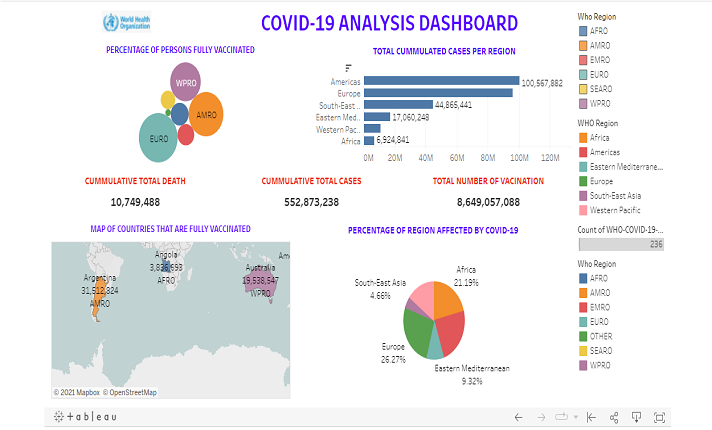 World Health
Organization
COVID-19 ANALYSIS DASHBOARD
PERCENTAGE OF PERSONS FULLY VACCINATED
WPRO
AMRO
EURO
TOTAL CUMMULATED CASES PER REGION
Americas
100,567,882
Europe
South-East ..
44,865,441
Eastern Med..
17,060,248
Western Pac..
Africa
6,924,841
0M 20M 40M 60M 80M 100M 120M
CUMMULATIVE TOTAL DEATH
10,749,488
CUMMULATIVE TOTAL CASES
552,873,238
TOTAL NUMBER OF VACINATION
8,649,057,088
MAP OF COUNTRIES THAT ARE FULLY VACCINATED
Argentina
31,512,324
AMRO
Angola
AFRO
Australia
19,538,547
WPRO
© 2021 Mapbox © OpenStreetMap
PERCENTAGE OF REGION AFFECTED BY COVID-19
Africa
21.19%
South-East Asia
4.66%
Europe
26.27%
Eastern Mediterranean
9.32%
Who Region
AFRO
AMRO
EMRO
EURO
SEARO
WPRO
WHO Region
Africa
Americas
Eastern Mediterrane...
Europe
South-East Asia
Western Pacific
Count of WHO-COVID-19-...
236
Who Region
AFRO
AMRO
EMRO
EURO
OTHER
SEARO
WPRO
+ableau